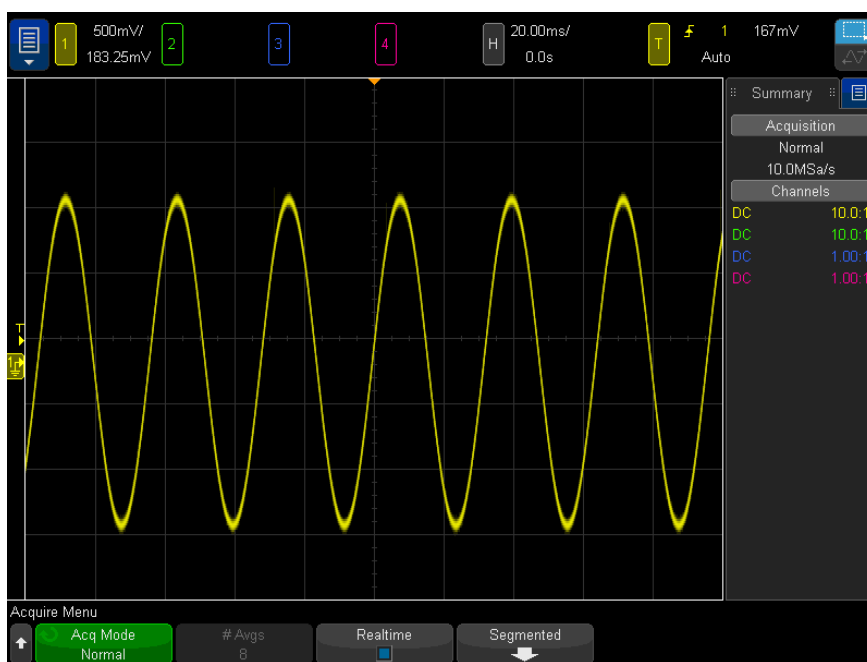 1
500mV/
183.25mV
2
3
4
H
20.00ms/
0.0s
T
1
167mV
Auto
Summary
Acquisition
Normal
10.0MSa/s
Channels
DC 10.0:1
DC 10.0:1
DC 1.00:1
DC 1.00:1
T
1
Acquire Menu
Acq Mode
Normal
# Avgs
8
Realtime
Segmented